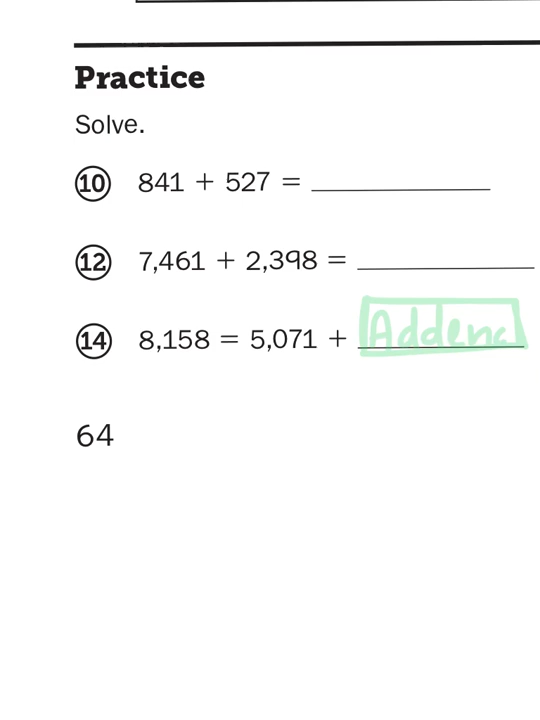 Practice
Solve.
10 841 + 527 =
12 7,461 + 2,398 =
14 8,158 = 5,071 + Addend
64